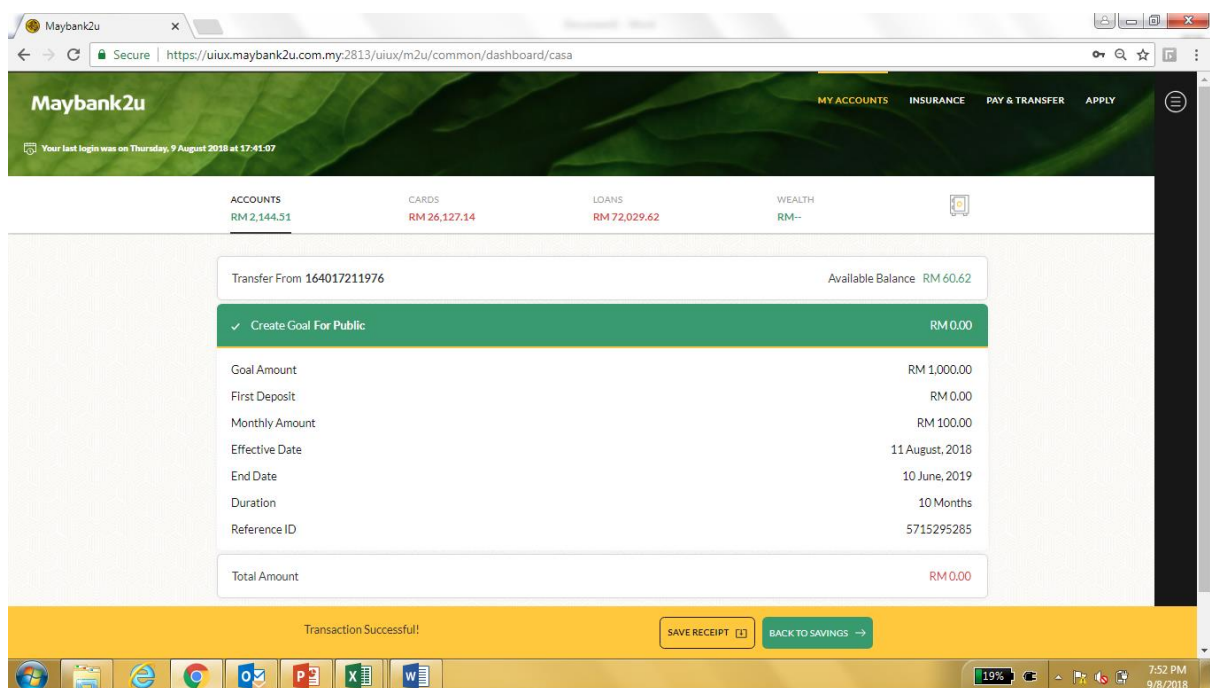 Maybank2u
Document1 - Word
Secure https://uiux.maybank2u.com.my:2813/uiux/m2u/common/dashboard/casa
Maybank2u MY ACCOUNTS INSURANCE PAY & TRANSFER APPLY
Your last login was on Thursday, 9 August 2018 at 17:41:07
ACCOUNTS CARDS LOANS WEALTH
RM 2,144.51 RM 26,127.14 RM 72,029.62 RM--
Transfer From 164017211976 Available Balance RM 60.62
Create Goal For Public RM 0.00
Goal Amount RM 1,000.00
First Deposit RM 0.00
Monthly Amount RM 100.00
Effective Date 11 August, 2018
End Date 10 June, 2019
Duration 10 Months
Reference ID 5715295285
Total Amount RM 0.00
Transaction Successful! SAVE RECEIPT BACK TO SAVINGS
19% 7:52 PM
9/8/2018